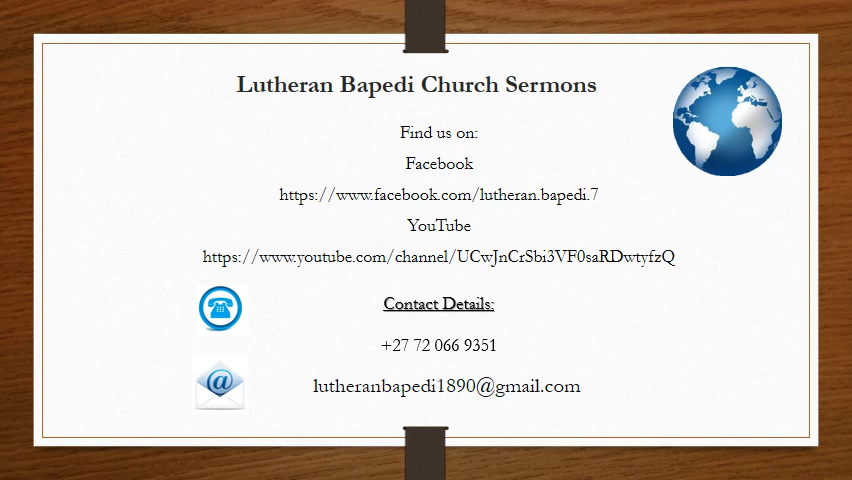 Lutheran Bapedi Church Sermons
Find us on:
Facebook
https://www.facebook.com/lutheran.bapedi.7
YouTube
https://www.youtube.com/channel/UCwJnCrSbi3VF0saRDwtyfzQ
Contact Details:
+27 72 066 9351
@
lutheranbapedi1890@gmail.com